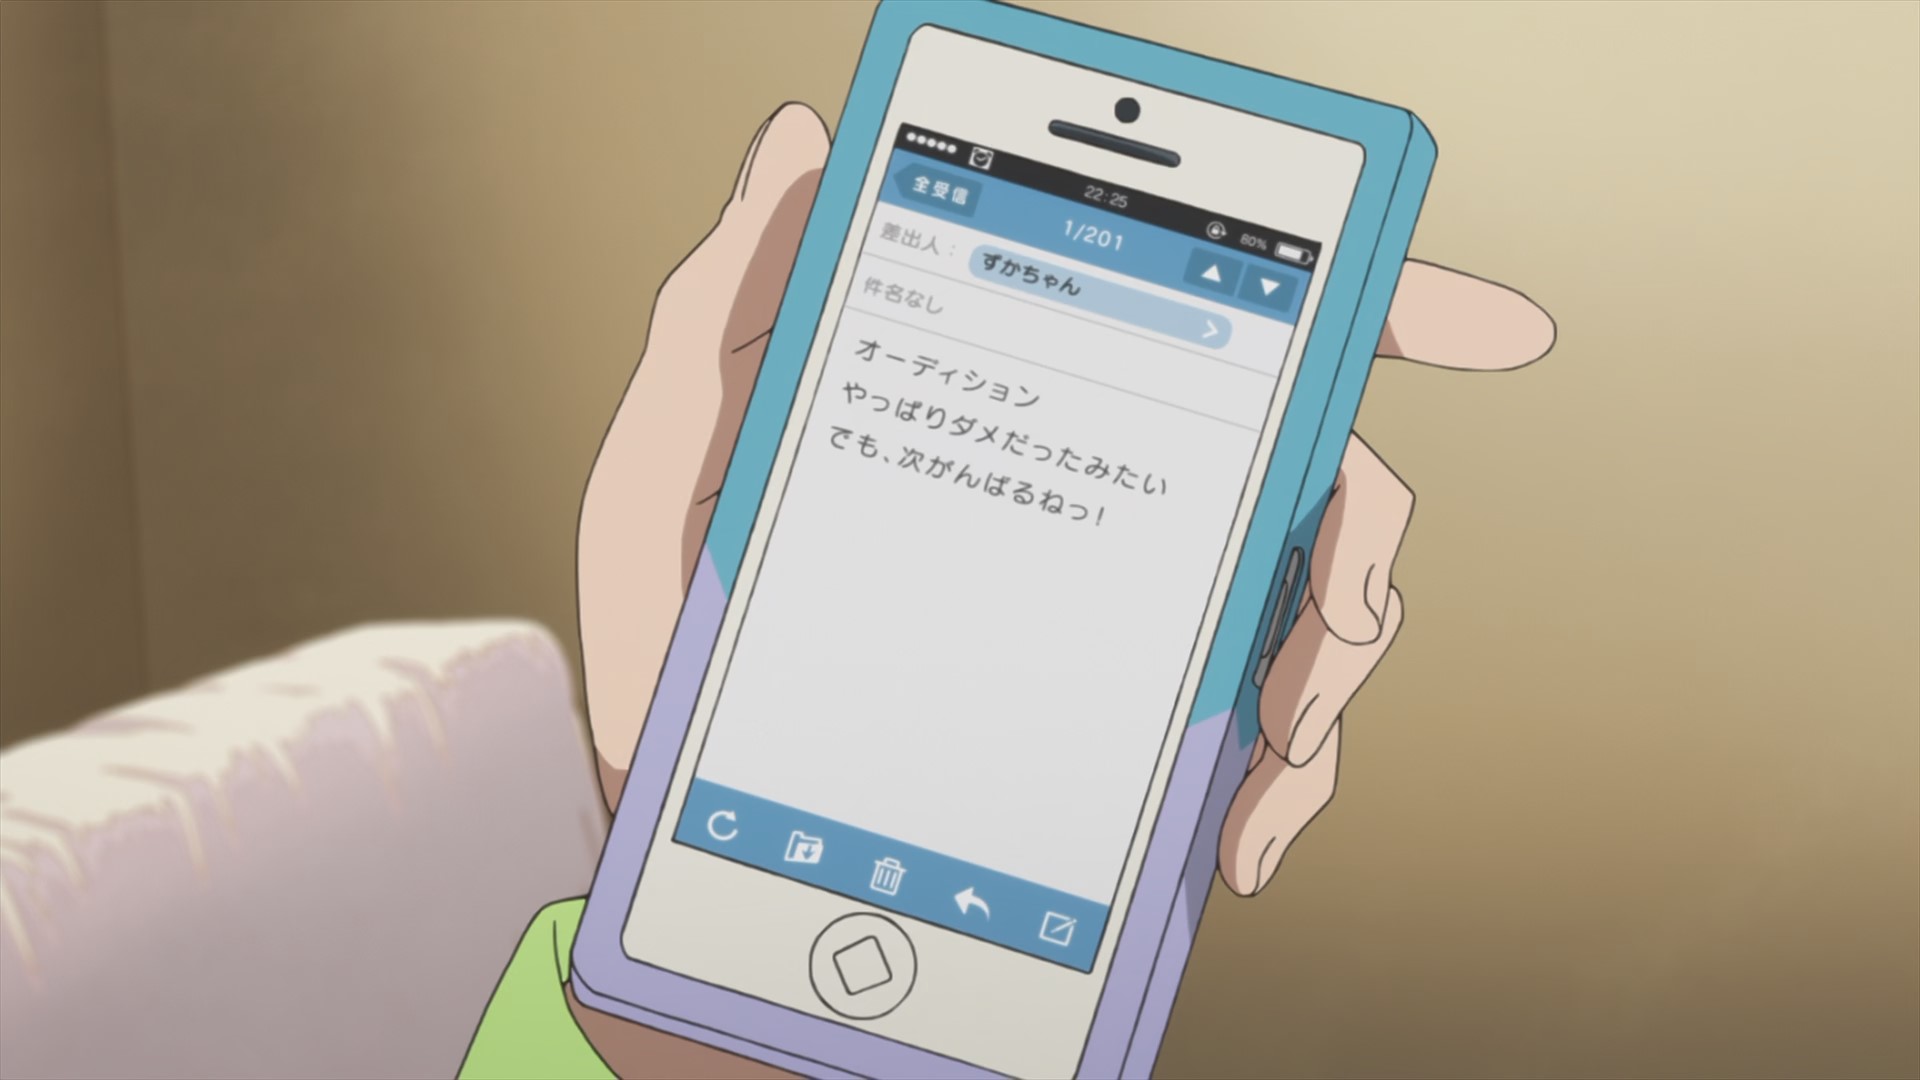 22:25
80%
全受信
1/201
差出人：
ずかちゃん
件名なし
オーディション
やっぱりダメだったみたい
でも、次がんばるねっ！